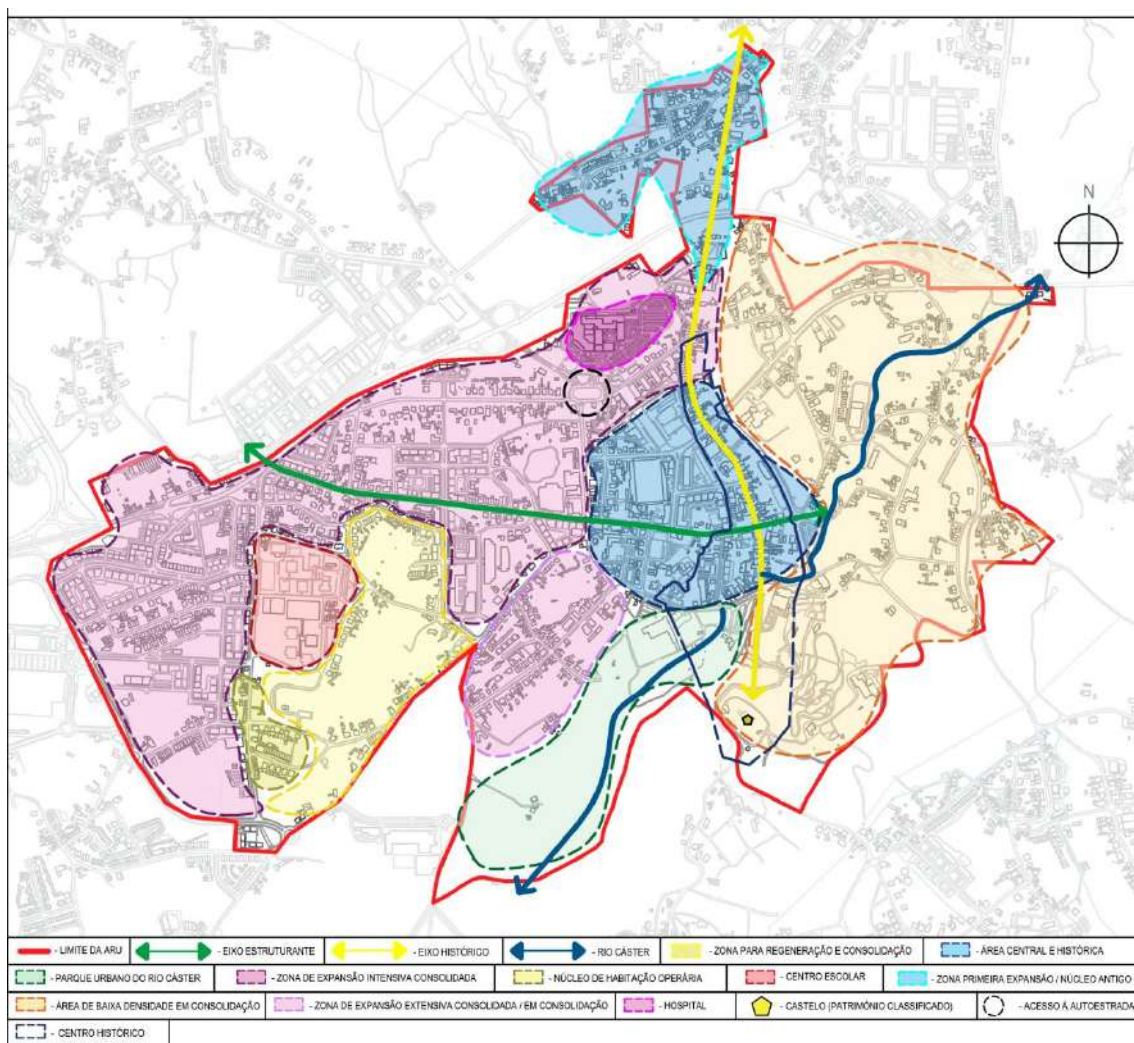 N
- LIMITE DA ARU - EIXO ESTRUTURANTE - EIXO HISTÓRICO - RIO CÁSTER - ZONA PARA REGENERAÇÃO E CONSOLIDAÇÃO - ÁREA CENTRAL E HISTÓRICA
- PARQUE URBANO DO RIO CÁSTER - ZONA DE EXPANSÃO INTENSIVA CONSOLIDADA - NÚCLEO DE HABITAÇÃO OPERÁRIA - CENTRO ESCOLAR - ZONA PRIMEIRA EXPANSÃO / NÚCLEO ANTIGO
- ÁREA DE BAIXA DENSIDADE EM CONSOLIDAÇÃO - ZONA DE EXPANSÃO EXTENSIVA CONSOLIDADA / EM CONSOLIDAÇÃO - HOSPITAL - CASTELO (PATRIMÓNIO CLASSIFICADO) - ACESSO À AUTOESTRADA
- CENTRO HISTÓRICO